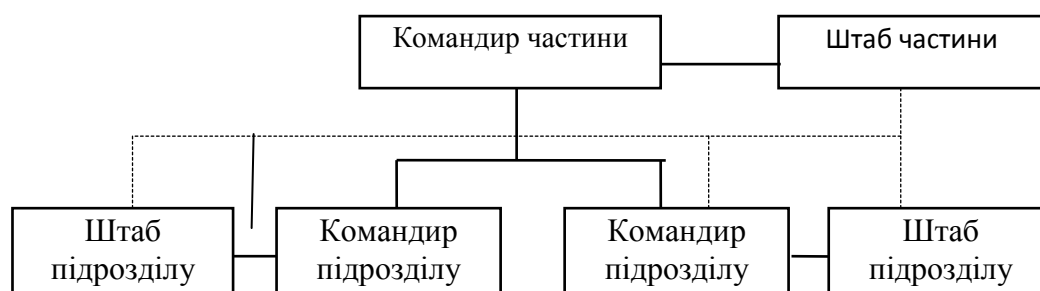 Командир частини
Штаб частини
Штаб
підрозділу
Командир
підрозділу
Командир
підрозділу
Штаб
підрозділу